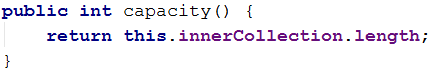 public int capacity() {
    return this.innerCollection.length;
}